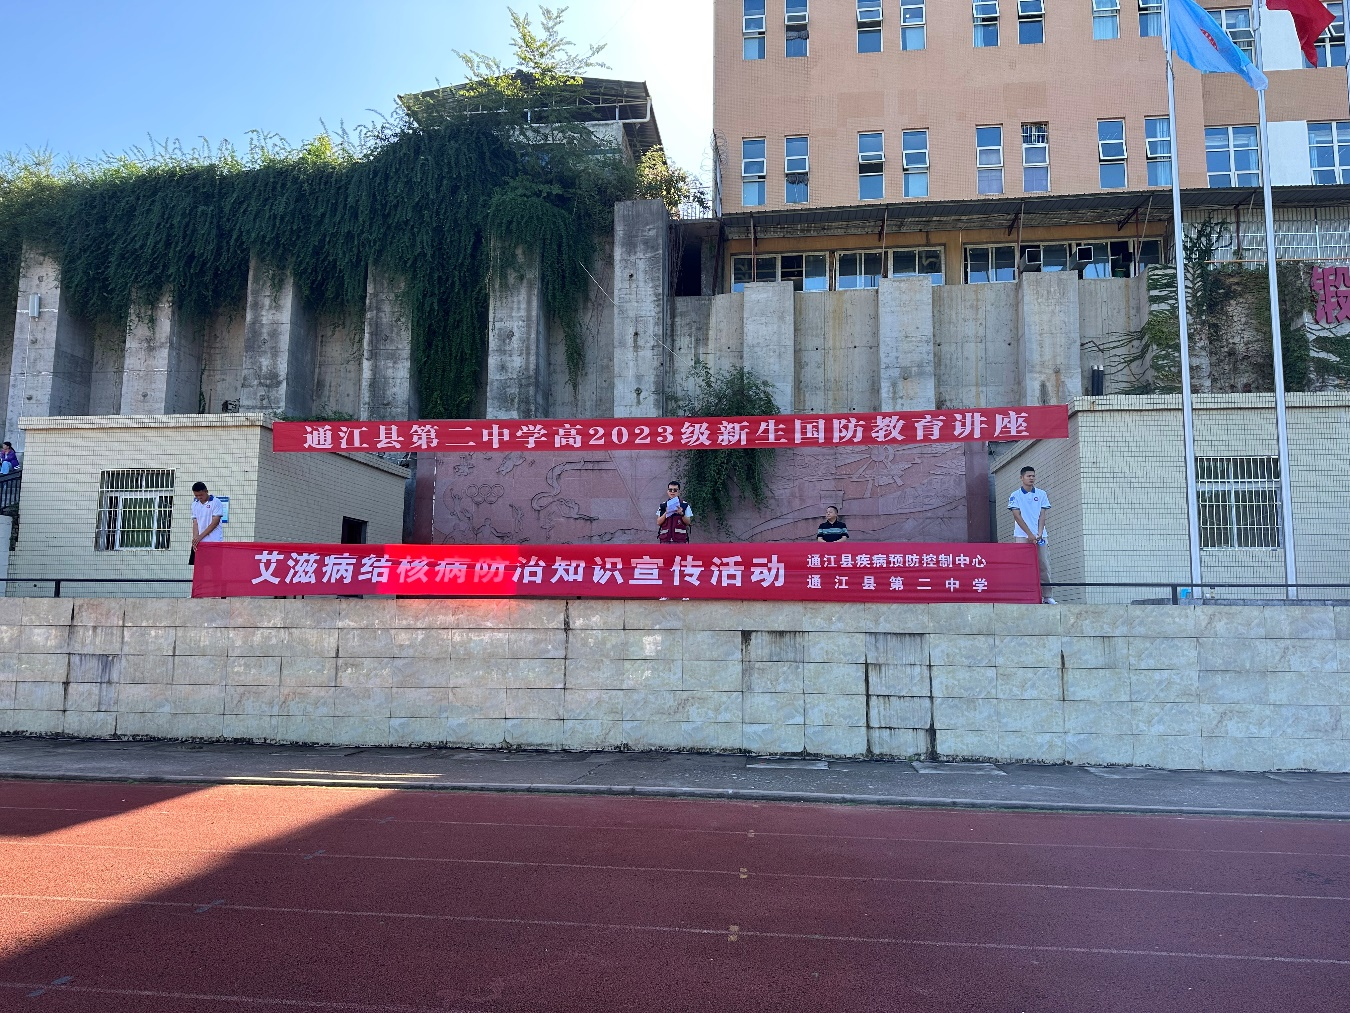 通江县第二中学高2023级新生国防教育讲座
艾滋病结核病防治知识宣传活动
通江县疾病预防控制中心
通江县第二中学
锻